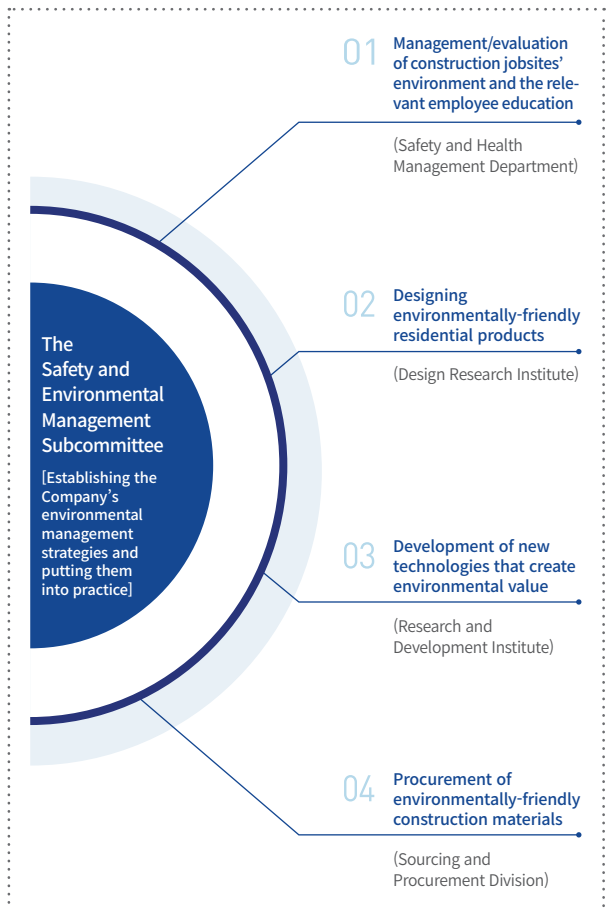 The
Safety and
Environmental
Management
Subcommittee
[Establishing the
Company's
environmental
management
strategies and
putting them
into practice]
01
Management/evaluation
of construction jobsites'
environment and the rele-
vant employee education
(Safety and Health
Management Department)
02
Designing
environmentally-friendly
residential products
(Design Research Institute)
03
Development of new
technologies that create
environmental value
(Research and
Development Institute)
04
Procurement of
environmentally-friendly
construction materials
(Sourcing and
Procurement Division)